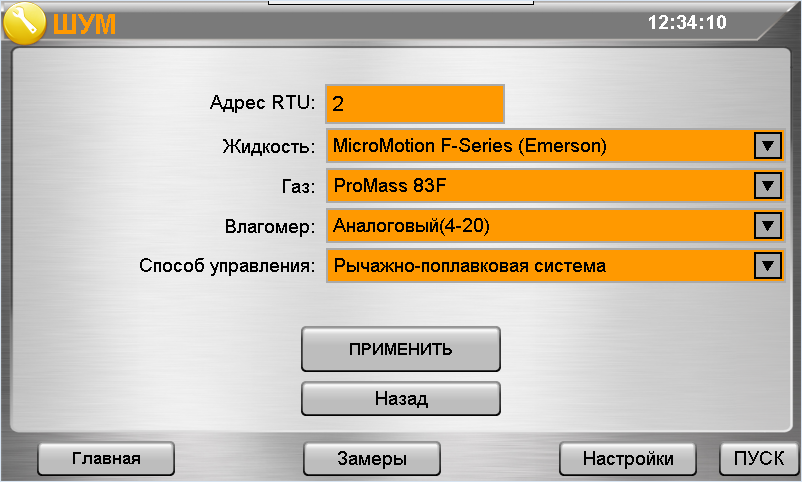 ШУМ 12:34:10
Адрес RTU: 2
Жидкость: MicroMotion F-Series (Emerson)
Газ: ProMass 83F
Влагомер: Аналоговый(4-20)
Способ управления: Рычажно-поплавковая система
ПРИМЕНИТЬ
Назад
Главная Замеры Настройки ПУСК